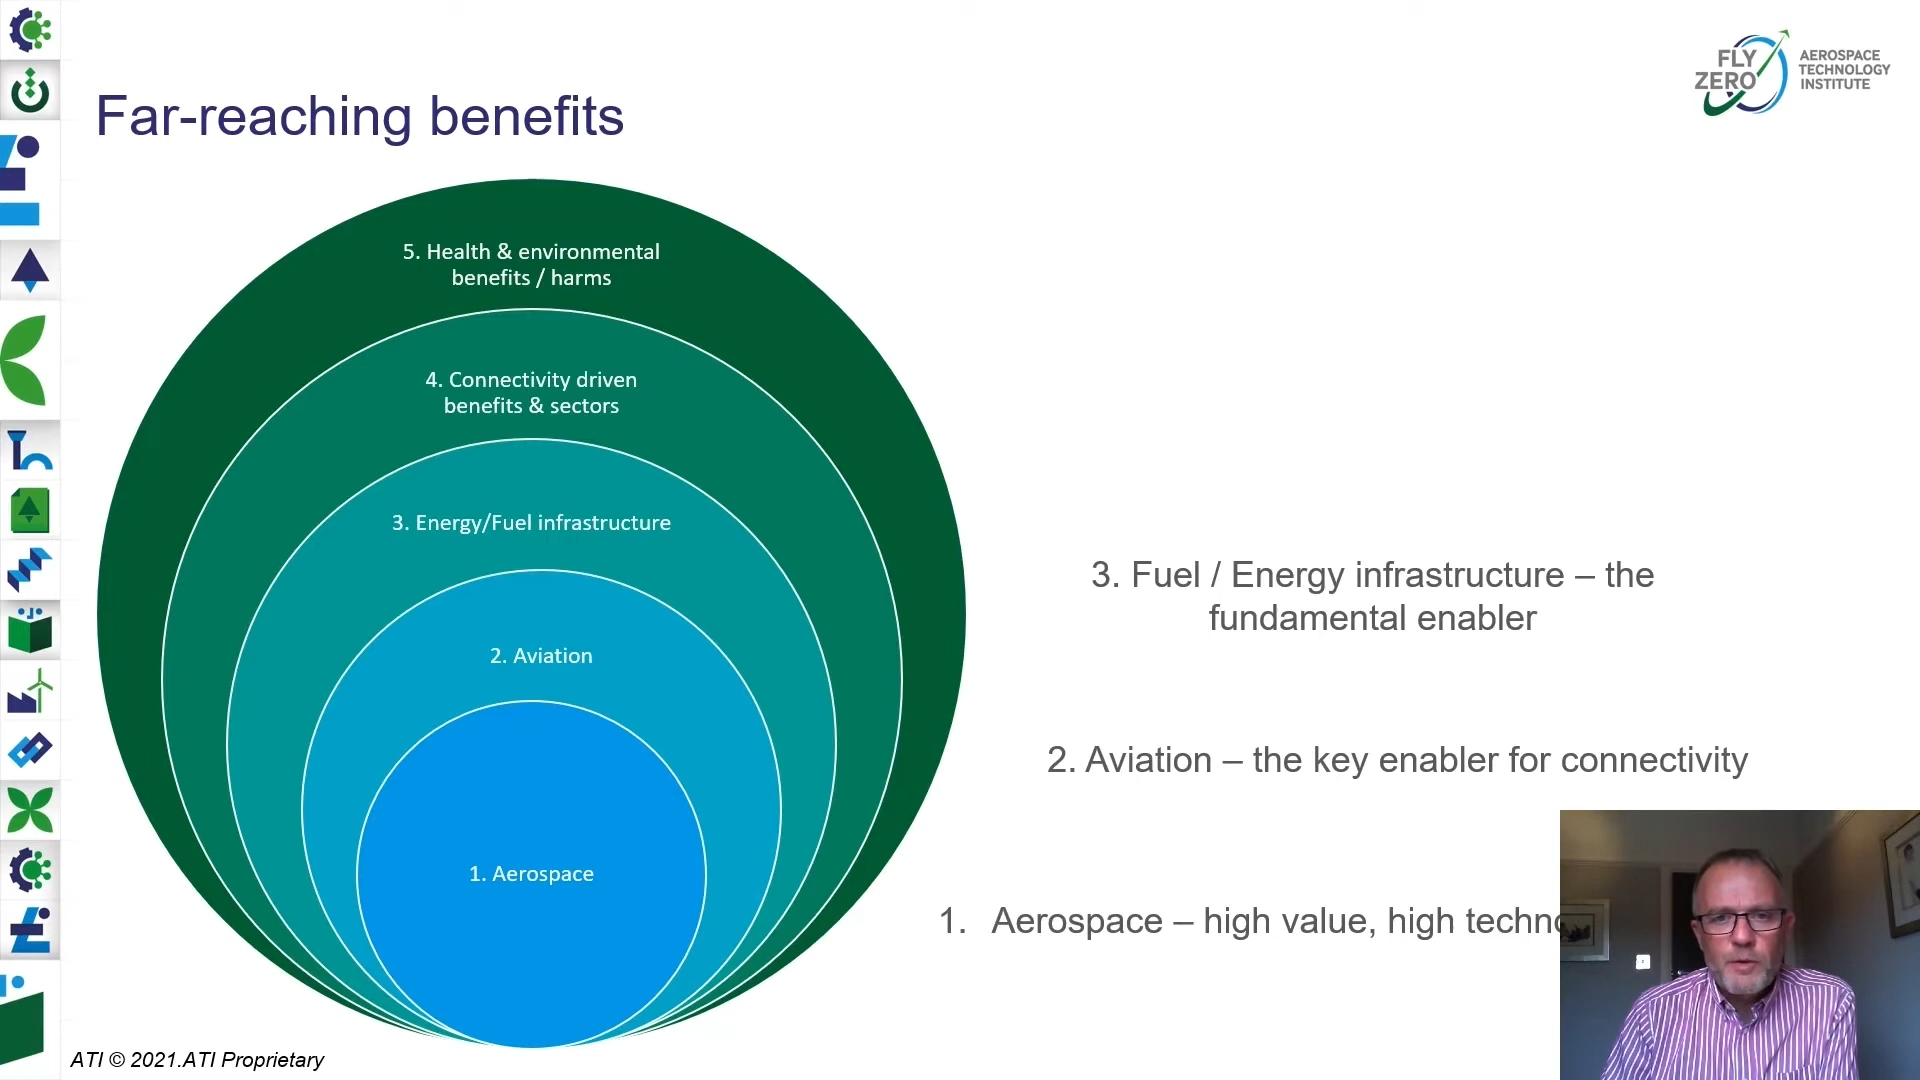 FLY
ZERO
AEROSPACE
TECHNOLOGY
INSTITUTE
Far-reaching benefits
5. Health & environmental
benefits / harms
4. Connectivity driven
benefits & sectors
3. Energy/Fuel infrastructure
2. Aviation
1. Aerospace
3. Fuel / Energy infrastructure – the
fundamental enabler
2. Aviation – the key enabler for connectivity
1. Aerospace – high value, high
ATI © 2021.ATI Proprietary